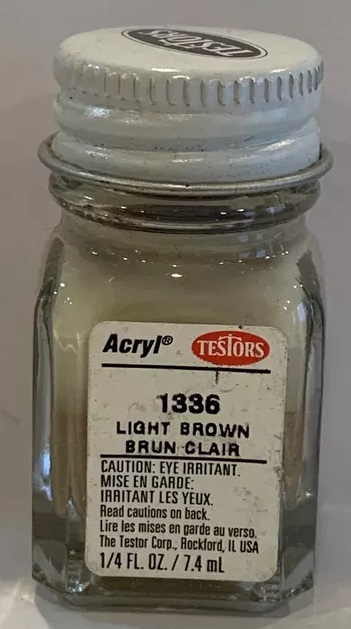 TESTORS
Acryl® TESTORS
1336
LIGHT BROWN
BRUN CLAIR
CAUTION: EYE IRRITANT.
MISE EN GARDE:
IRRITANT LES YEUX.
Read cautions on back.
Lire les mises en garde au verso.
The Testor Corp., Rockford, IL USA
1/4 FL. OZ. / 7.4 mL